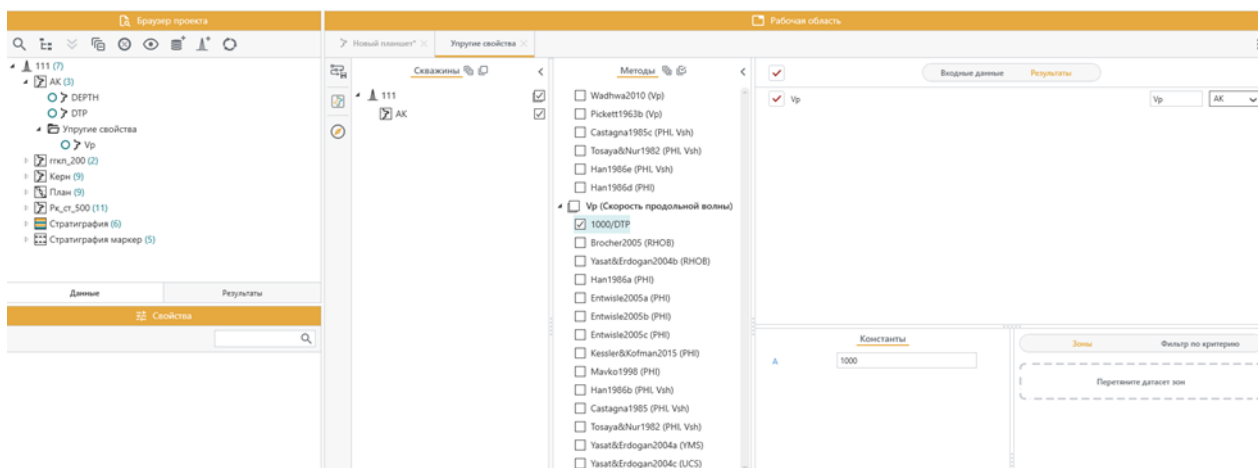 Браузер проекта
Рабочая область
Новый планшет*
Упругие свойства
111 (7)
АК (3)
DEPTH
DTP
Упругие свойства
Vp
ггкп_200 (2)
Керн (9)
План (9)
Рк_ст_500 (11)
Стратиграфия (6)
Стратиграфия маркер (5)
Данные
Результаты
Свойства
Скважины
111
АК
Методы
Wadhwa2010 (Vp)
Pickett1963b (Vp)
Castagna1985c (PHI, Vsh)
Tosaya&Nur1982 (PHI, Vsh)
Han1986e (PHI, Vsh)
Han1986d (PHI)
Vp (Скорость продольной волны)
1000/DTP
Brocher2005 (RHOB)
Yasat&Erdogan2004b (RHOB)
Han1986a (PHI)
Entwisle2005a (PHI)
Entwisle2005b (PHI)
Entwisle2005c (PHI)
Kessler&Kofman2015 (PHI)
Mavko1998 (PHI)
Han1986b (PHI, Vsh)
Castagna1985 (PHI, Vsh)
Tosaya&Nur1982 (PHI, Vsh)
Yasat&Erdogan2004a (YMS)
Yasat&Erdogan2004c (UCS)
Входные данные
Результаты
Vp
Vp
АК
Константы
A
1000
Зоны
Фильтр по критерию
Перетяните датасет зон